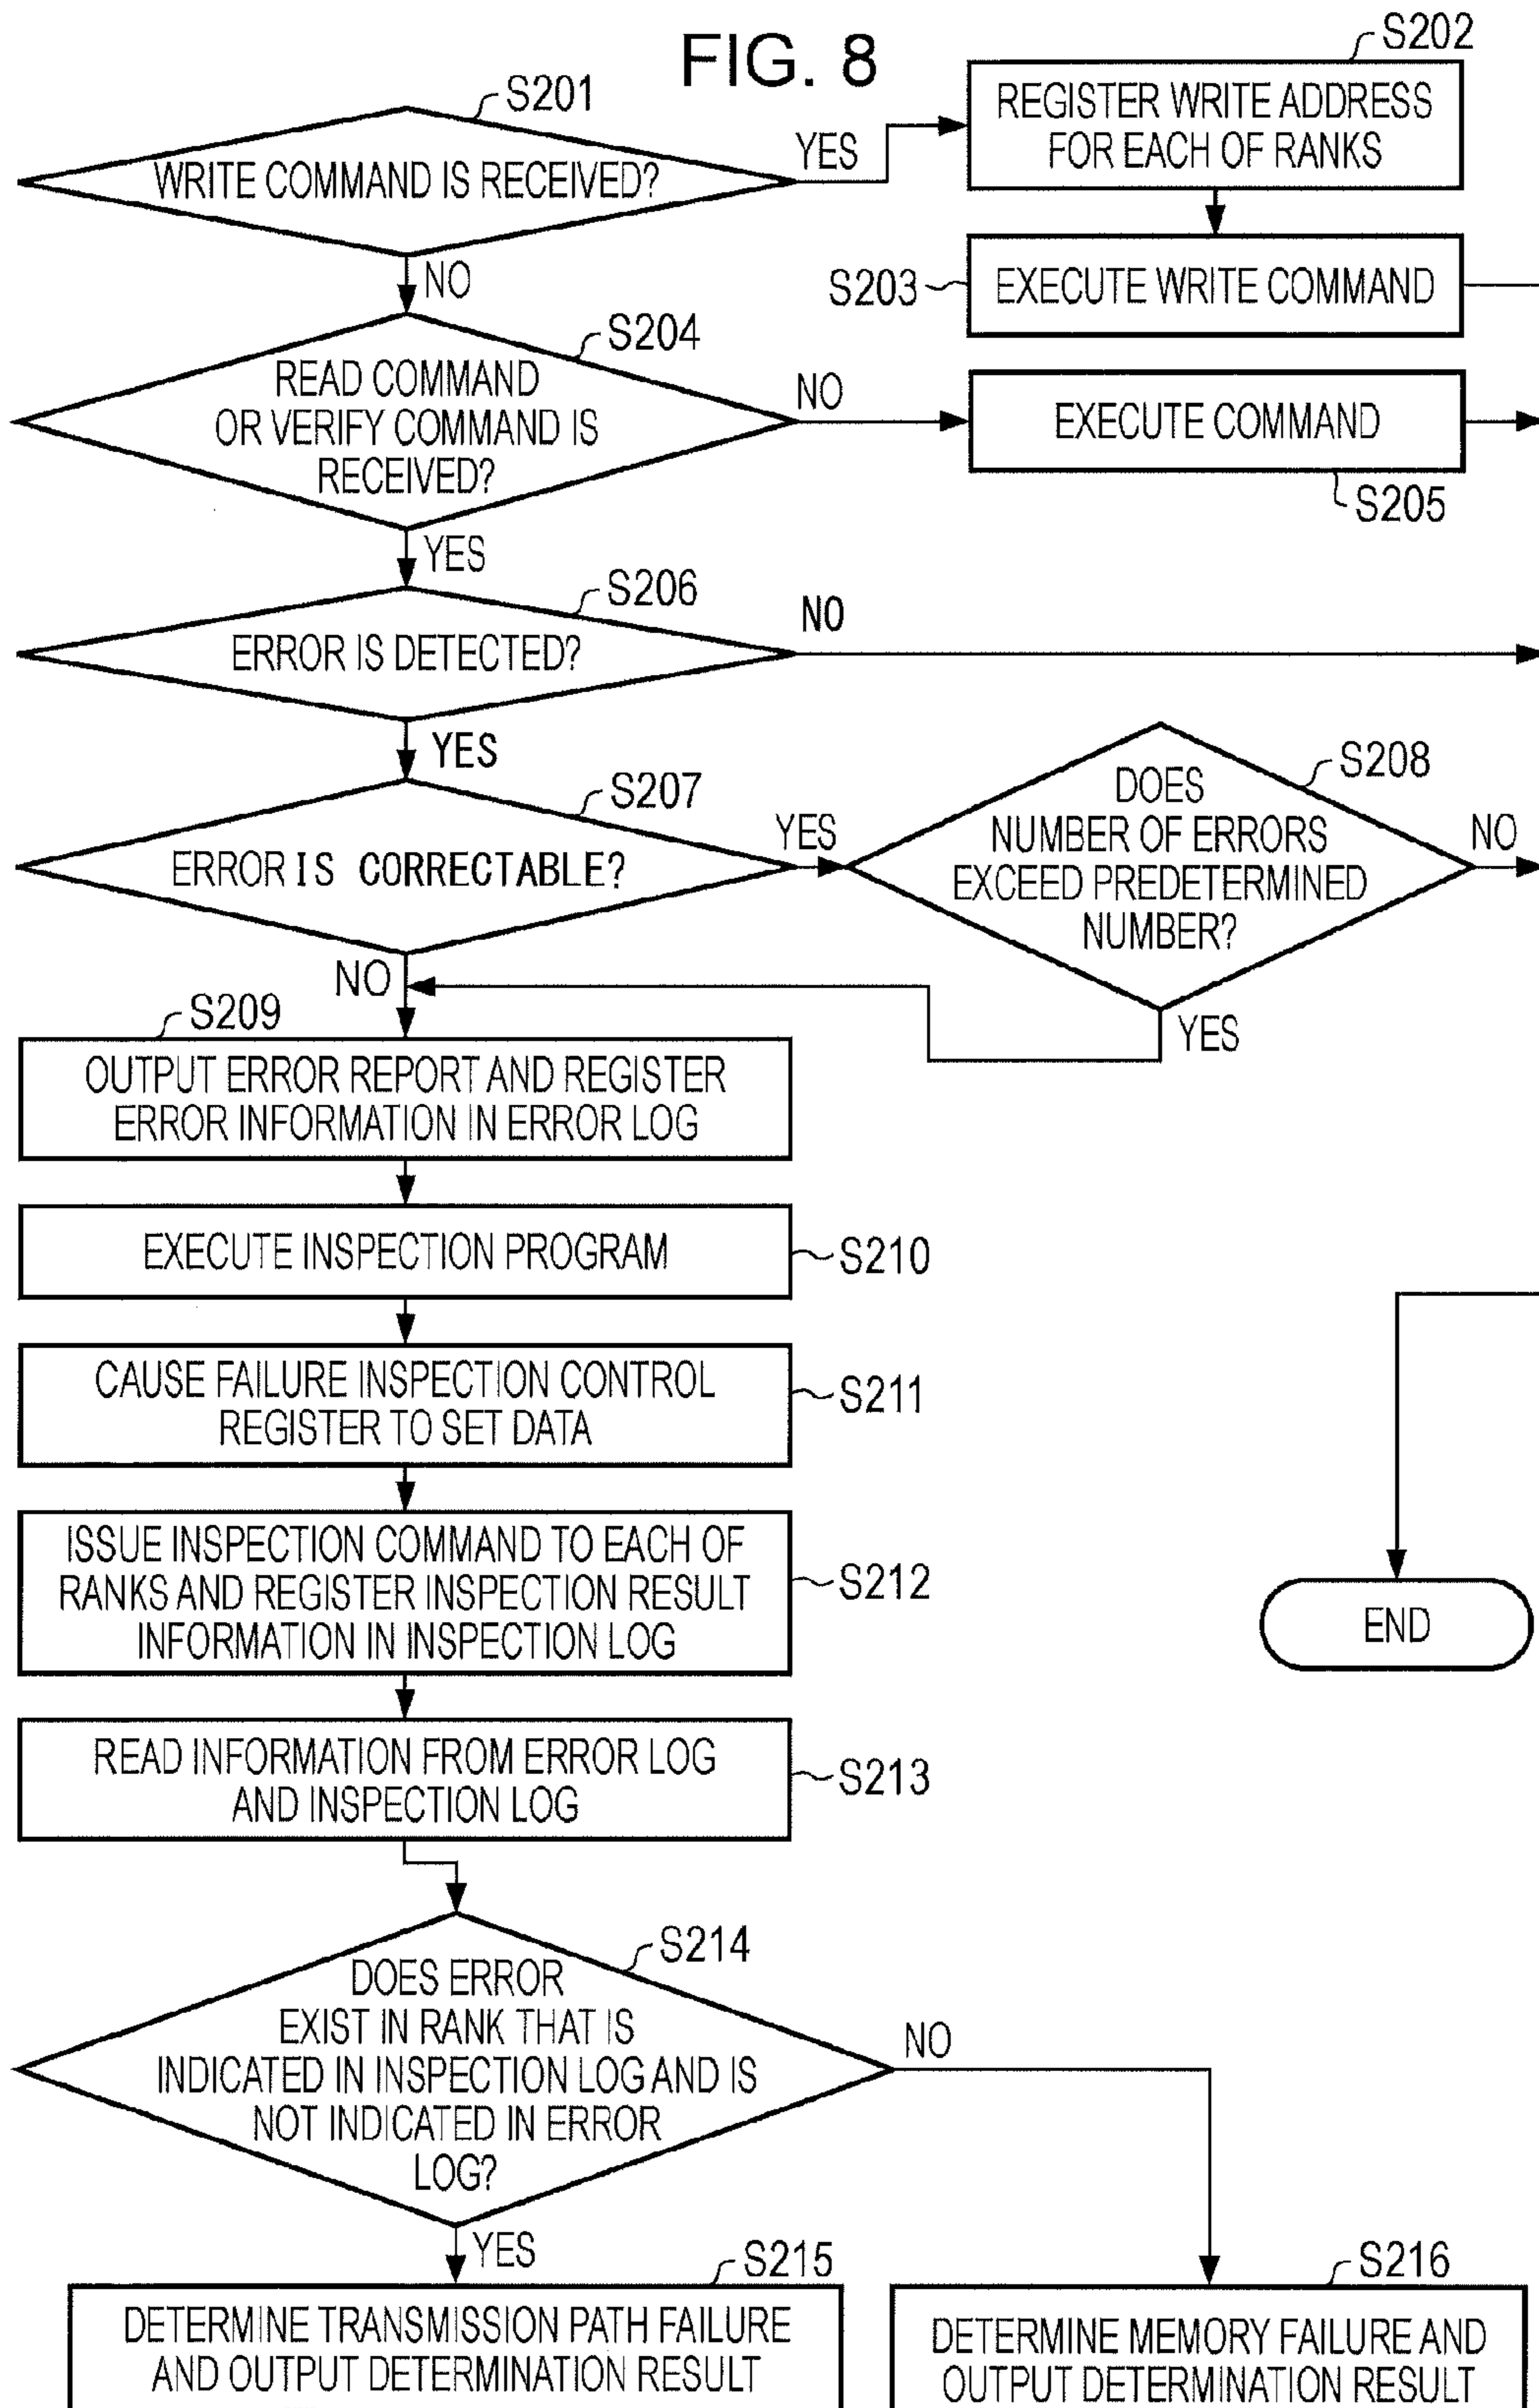 FIG. 8
S201
WRITE COMMAND IS RECEIVED?
YES
NO
S202
REGISTER WRITE ADDRESS
FOR EACH OF RANKS
S203
EXECUTE WRITE COMMAND
S204
READ COMMAND
OR VERIFY COMMAND IS
RECEIVED?
NO
YES
EXECUTE COMMAND
S205
S206
ERROR IS DETECTED?
NO
YES
S207
ERROR IS CORRECTABLE?
YES
NO
S208
DOES
NUMBER OF ERRORS
EXCEED PREDETERMINED
NUMBER?
NO
YES
S209
OUTPUT ERROR REPORT AND REGISTER
ERROR INFORMATION IN ERROR LOG
EXECUTE INSPECTION PROGRAM
S210
CAUSE FAILURE INSPECTION CONTROL
REGISTER TO SET DATA
S211
ISSUE INSPECTION COMMAND TO EACH OF
RANKS AND REGISTER INSPECTION RESULT
INFORMATION IN INSPECTION LOG
S212
END
READ INFORMATION FROM ERROR LOG
AND INSPECTION LOG
S213
S214
DOES ERROR
EXIST IN RANK THAT IS
INDICATED IN INSPECTION LOG AND IS
NOT INDICATED IN ERROR
LOG?
NO
YES
S215
DETERMINE TRANSMISSION PATH FAILURE
AND OUTPUT DETERMINATION RESULT
S216
DETERMINE MEMORY FAILURE AND
OUTPUT DETERMINATION RESULT